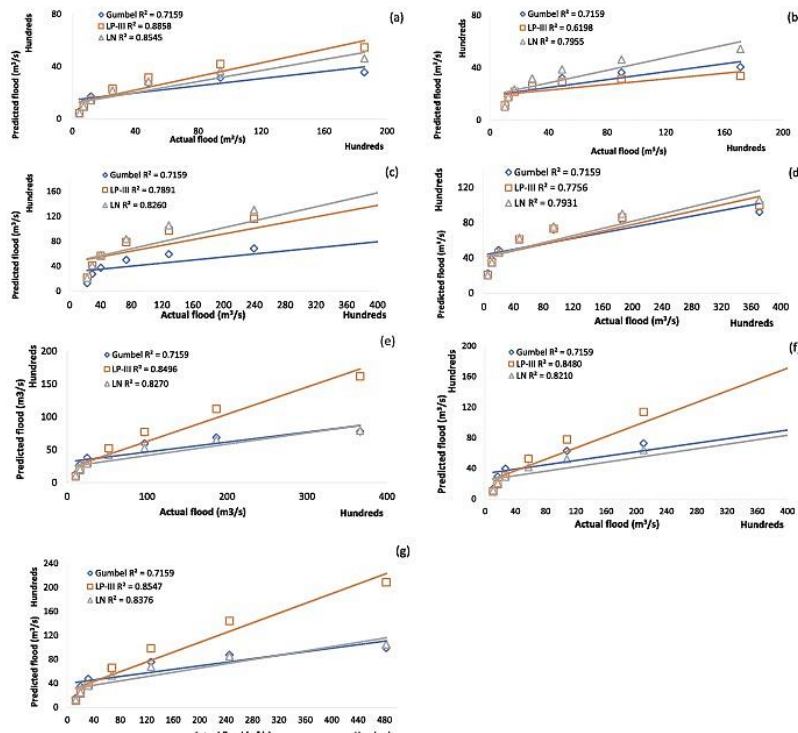 (a)
Gumbel R² = 0.7159
LP-III R² = 0.8858
LN R² = 0.8545
Hundreds
Predicted flood (m³/s)
80
40
0
0 40 80 120 160 200
Actual flood (m³/s)
Hundreds
(b)
Gumbel R² = 0.7159
LP-III R² = 0.6198
LN R² = 0.7955
Hundreds
Predicted flood (m³/s)
80
60
40
20
0
0 40 80 120 160 200
Actual flood (m³/s)
Hundreds
(c)
Gumbel R² = 0.7159
LP-III R² = 0.7891
LN R² = 0.8260
Hundreds
Predicted flood (m³/s)
160
120
80
40
0
0 40 80 120 160 200 240 280 320 360 400
Actual flood (m³/s)
Hundreds
(d)
Gumbel R² = 0.7159
LP-III R² = 0.7756
LN R² = 0.7931
Hundreds
Predicted flood (m³/s)
120
80
40
0
0 40 80 120 160 200 240 280 320 360 400
Actual flood (m³/s)
Hundreds
(e)
Gumbel R² = 0.7159
LP-III R² = 0.8496
LN R² = 0.8270
Hundreds
Predicted flood (m3/s)
200
150
100
50
0
0 100 200 300 400
Actual flood (m3/s)
Hundreds
(f)
Gumbel R² = 0.7159
LP-III R² = 0.8480
LN R² = 0.8210
Hundreds
Predicted flood (m³/s)
200
160
120
80
40
0
0 40 80 120 160 200 240 280 320 360 400
Actual flood (m³/s)
Hundreds
(g)
Gumbel R² = 0.7159
LP-III R² = 0.8547
LN R² = 0.8376
Hundreds
Predicted flood (m³/s)
240
200
160
120
80
40
0
0 40 80 120 160 200 240 280 320 360 400 440 480